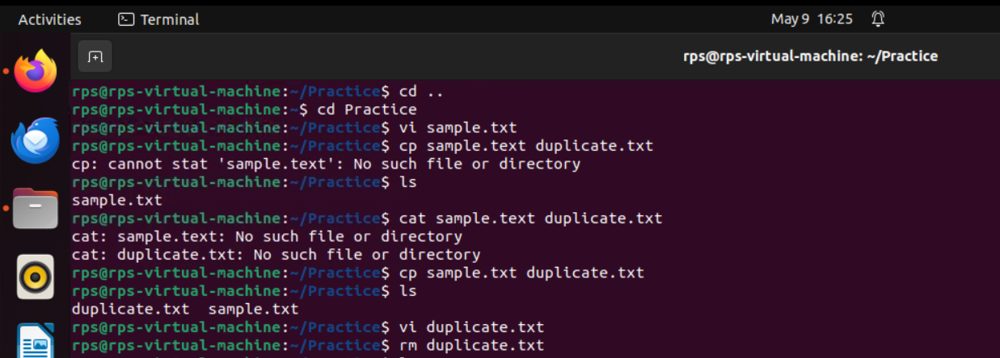 Activities
Terminal
May 9 16:25
rps@rps-virtual-machine: ~/Practice
rps@rps-virtual-machine:~/Practice$ cd ..
rps@rps-virtual-machine:~$ cd Practice
rps@rps-virtual-machine:~/Practice$ vi sample.txt
rps@rps-virtual-machine:~/Practice$ cp sample.text duplicate.txt
cp: cannot stat 'sample.text': No such file or directory
rps@rps-virtual-machine:~/Practice$ ls
sample.txt
rps@rps-virtual-machine:~/Practice$ cat sample.text duplicate.txt
cat: sample.text: No such file or directory
cat: duplicate.txt: No such file or directory
rps@rps-virtual-machine:~/Practice$ cp sample.txt duplicate.txt
rps@rps-virtual-machine:~/Practice$ ls
duplicate.txt  sample.txt
rps@rps-virtual-machine:~/Practice$ vi duplicate.txt
rps@rps-virtual-machine:~/Practice$ rm duplicate.txt